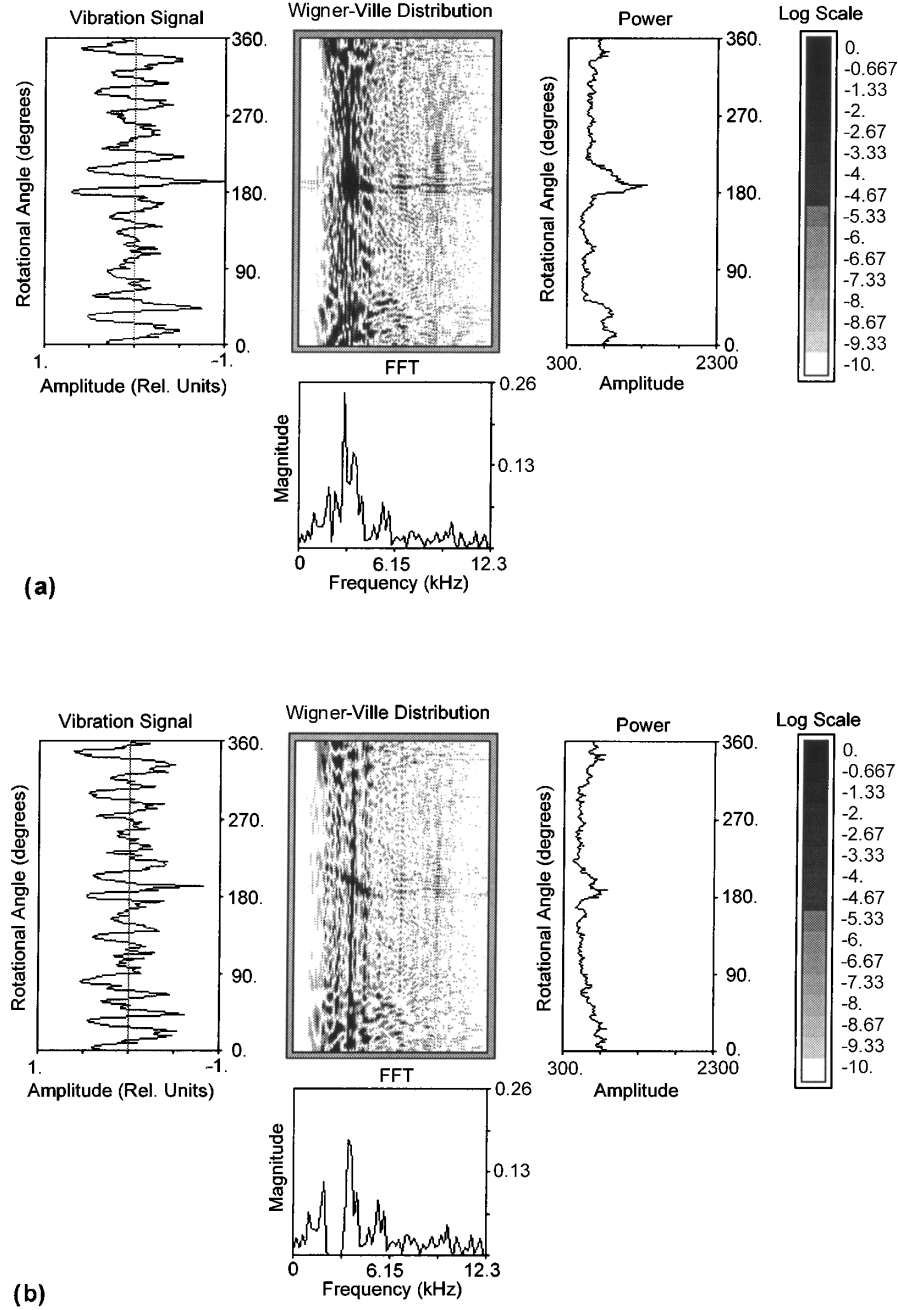 Vibration Signal
Wigner-Ville Distribution
Power
Log Scale
Rotational Angle (degrees)
360.
270.
180.
90.
0.
1.
-1.
Amplitude (Rel. Units)
Rotational Angle (degrees)
360.
270.
180.
90.
0.
300.
2300
Amplitude
0.
-0.667
-1.33
-2.
-2.67
-3.33
-4.
-4.67
-5.33
-6.
-6.67
-7.33
-8.
-8.67
-9.33
-10.
FFT
Magnitude
0.26
0.13
0
6.15
12.3
Frequency (kHz)
(a)
Vibration Signal
Wigner-Ville Distribution
Power
Log Scale
Rotational Angle (degrees)
360.
270.
180.
90.
0.
1.
-1.
Amplitude (Rel. Units)
Rotational Angle (degrees)
360.
270.
180.
90.
0.
300.
2300
Amplitude
0.
-0.667
-1.33
-2.
-2.67
-3.33
-4.
-4.67
-5.33
-6.
-6.67
-7.33
-8.
-8.67
-9.33
-10.
FFT
Magnitude
0.26
0.13
0
6.15
12.3
Frequency (kHz)
(b)